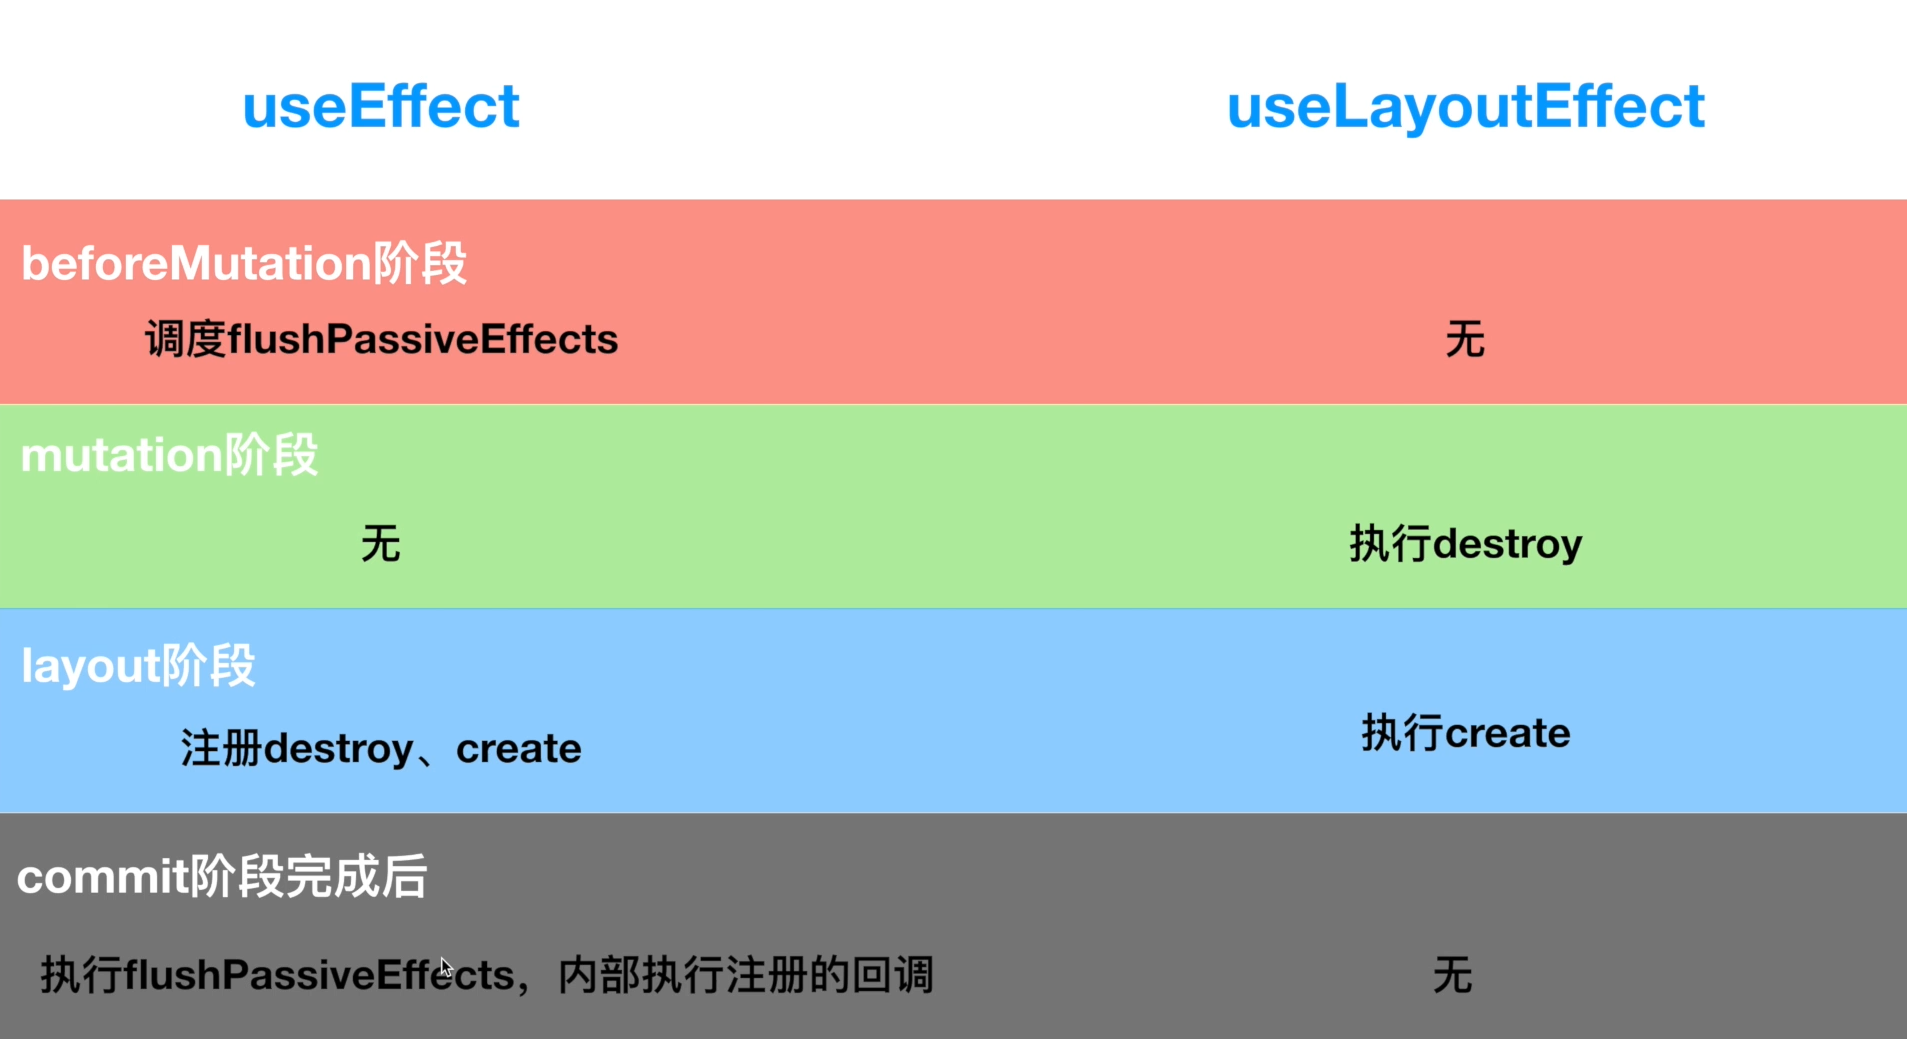 useEffect
useLayoutEffect
beforeMutation阶段
调度flushPassiveEffects
无
mutation阶段
无
执行destroy
layout阶段
注册destroy、create
执行create
commit阶段完成后
执行flushPassiveEffects，内部执行注册的回调
无